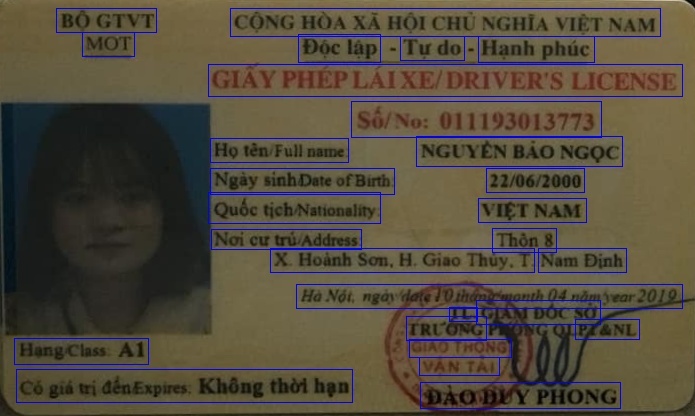 BỘ GTVT
MOT
CỘNG HÒA XÃ HỘI CHỦ NGHĨA VIỆT NAM
Độc lập - Tự do - Hạnh phúc
GIẤY PHÉP LÁI XE/ DRIVER'S LICENSE
Số/No: 011193013773
Họ tên/Full name NGUYỄN BẢO NGỌC
Ngày sinh/Date of Birth 22/06/2000
Quốc tịch/Nationality: VIỆT NAM
Nơi cư trú/Address Thôn 8
X. Hoành Sơn, H. Giao Thủy, T. Nam Định
Hà Nội, ngày/date 10 tháng/month 04 năm/year 2019
TL. GIÁM ĐỐC SỞ
TRƯỞNG PHÒNG QLPT&NL
GIAO THÔNG
VẬN TẢI
Hạng/Class: A1
Có giá trị đến/Expires: Không thời hạn
ĐÀO DUY PHONG